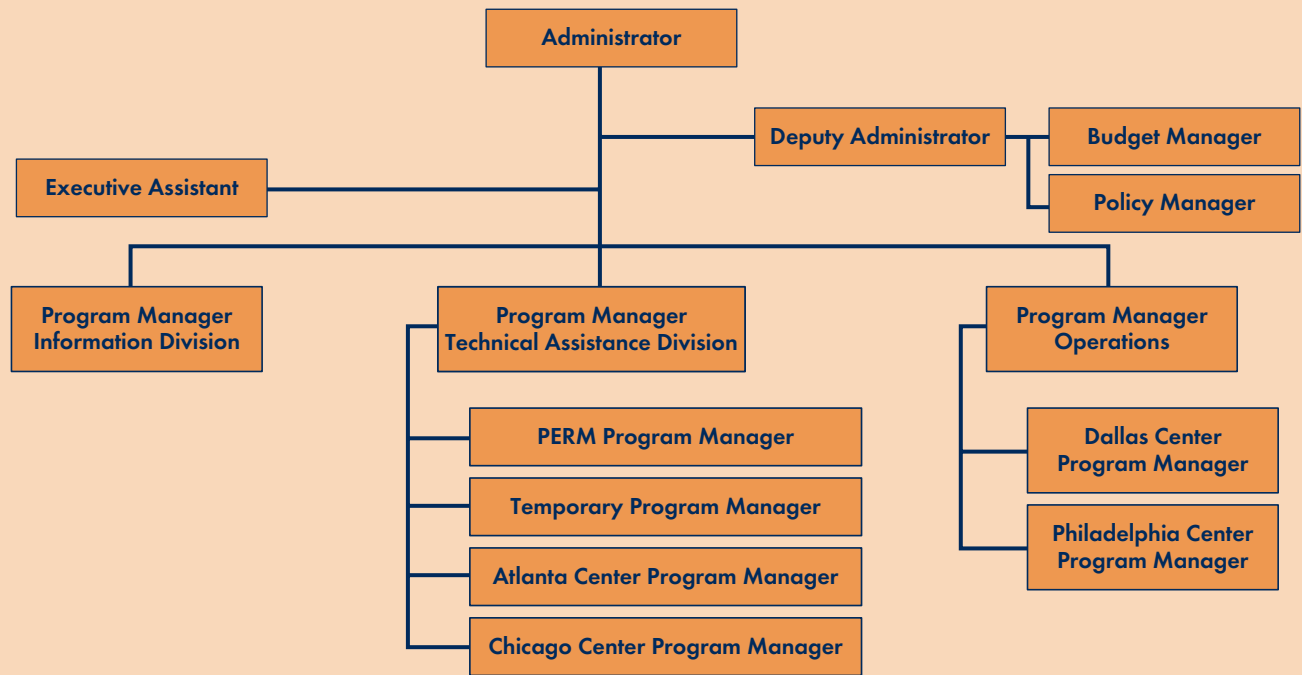 Administrator
Deputy Administrator
Budget Manager
Executive Assistant
Policy Manager
Program Manager
Information Division
Program Manager
Technical Assistance Division
Program Manager
Operations
PERM Program Manager
Temporary Program Manager
Atlanta Center Program Manager
Chicago Center Program Manager
Dallas Center
Program Manager
Philadelphia Center
Program Manager